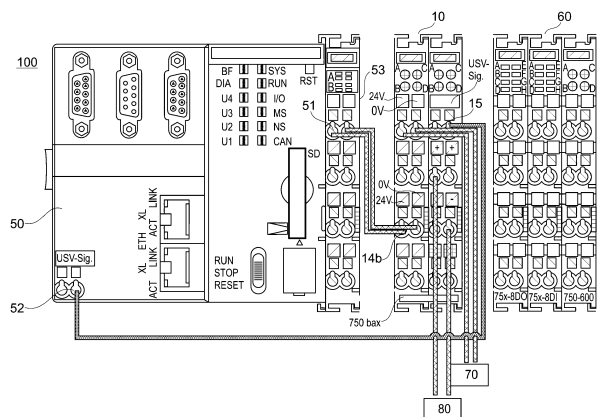 10
60
100
53
BF SYS
DIA RUN
RST
U4 I/O
U3 MS
U2 NS
U1 CAN
A
B
51
A C
B D
24V
0V
USV-
Sig.
15
SD
+ +
50
LINK
XL
ETH
ACT
LINK
XL
ACT
0V
24V
-
14b
USV-Sig.
52
RUN
STOP
RESET
750 bax
75x-8DO
75x-8DI
750-600
70
80